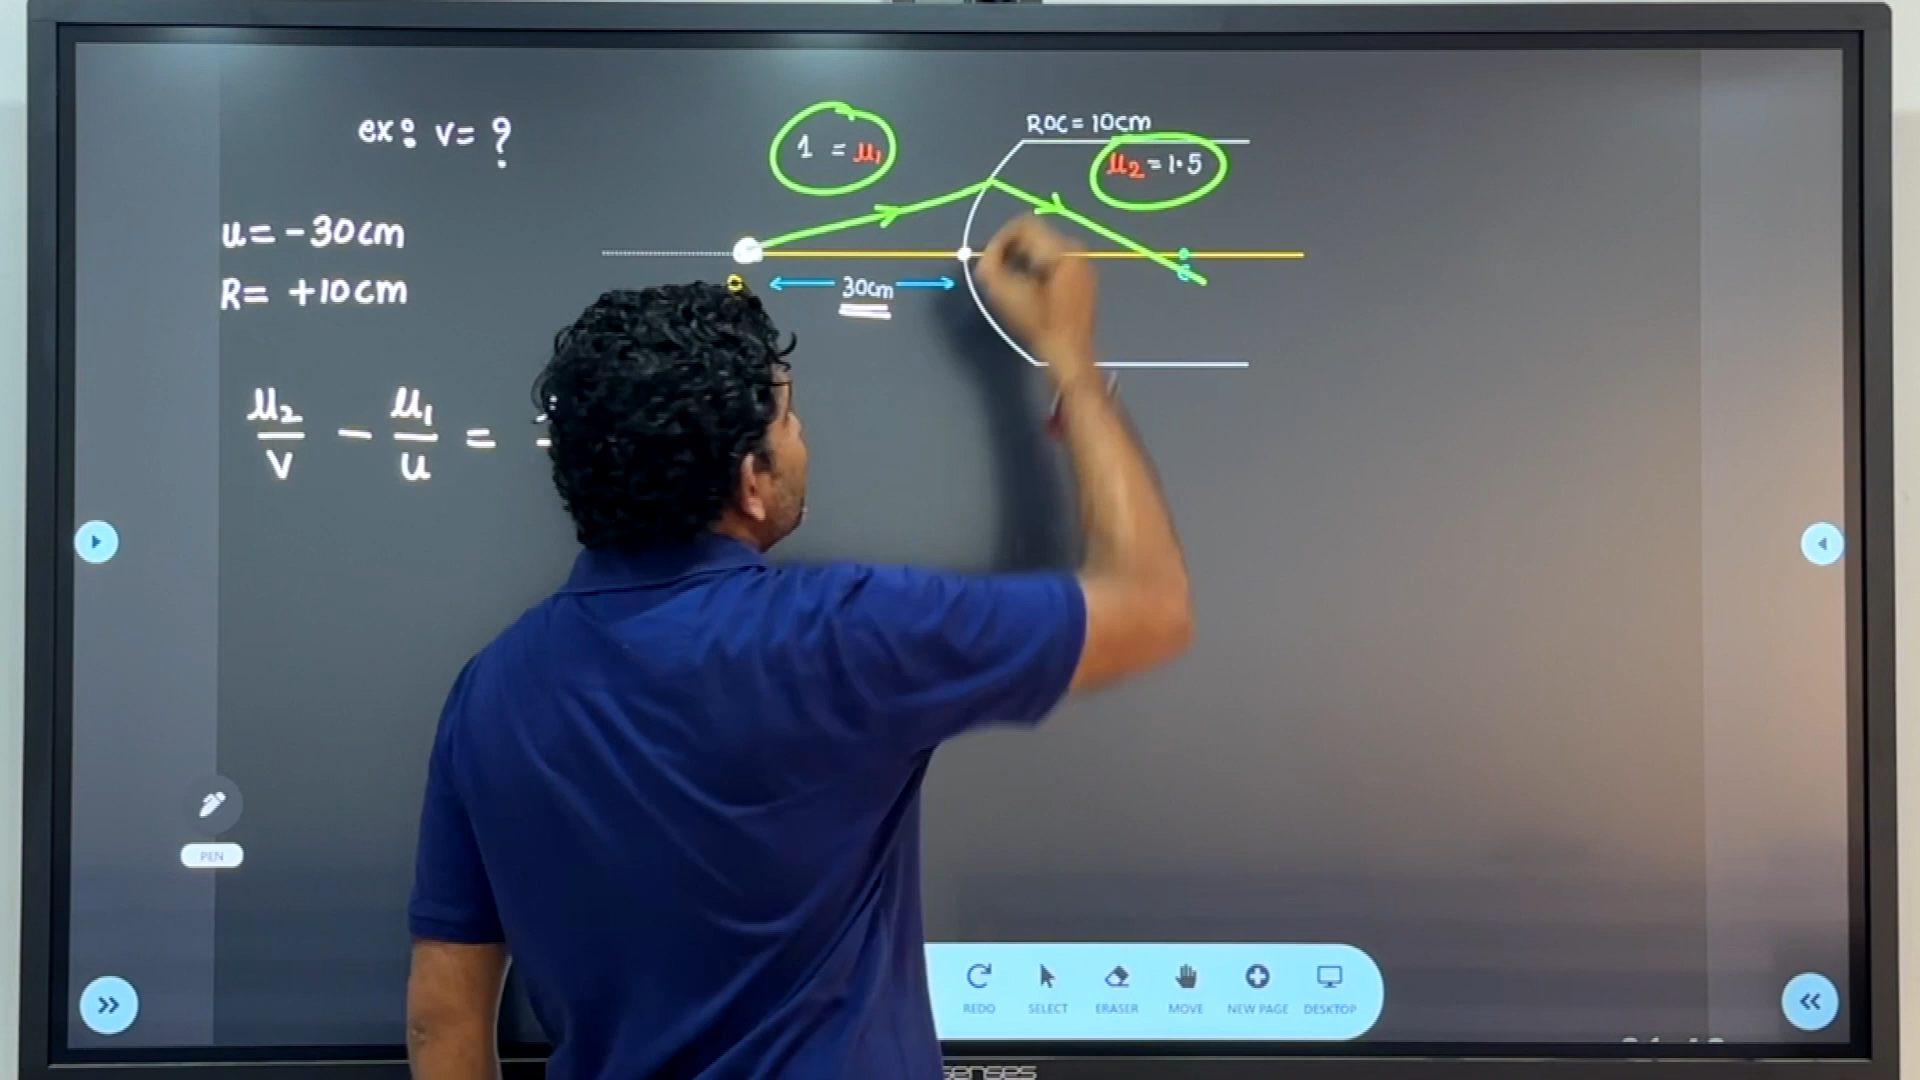 ex: v= ?
1 = μ₁
ROC = 10cm
μ₂ = 1.5
u = -30cm
R = +10cm
O
30cm
C
μ₂/v - μ₁/u =
PEN
REDO
SELECT
ERASER
MOVE
NEW PAGE
DESKTOP
senses